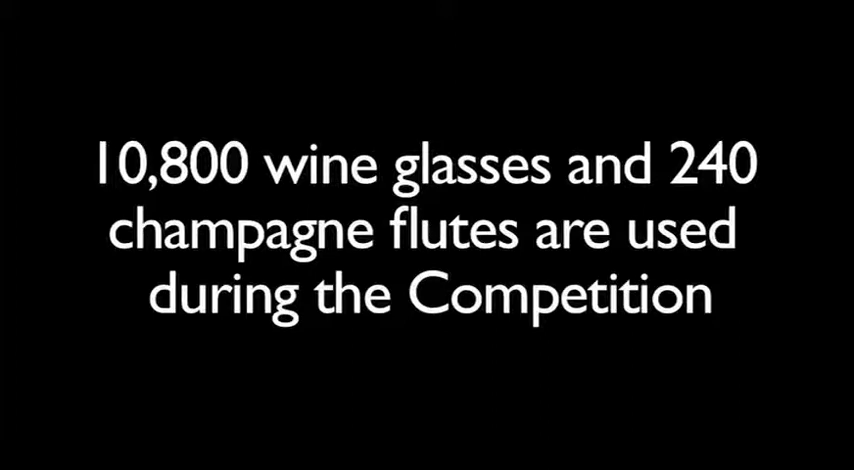 10,800 wine glasses and 240
champagne flutes are used
during the Competition